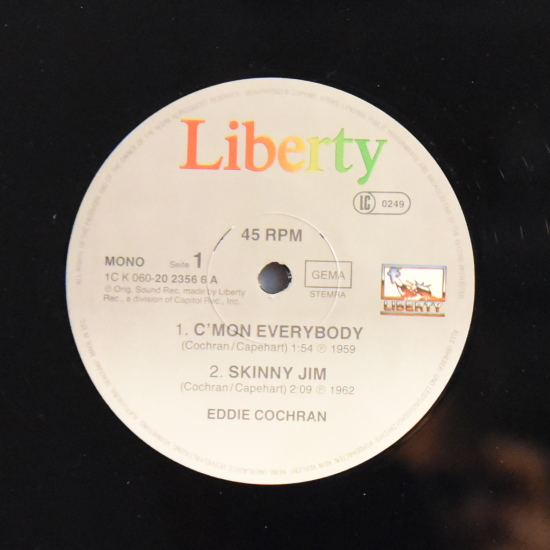 Liberty
LC 0249
45 RPM
MONO Seite 1
1C K 060-20 2356 6 A
℗ Orig. Sound Rec. made by Liberty
Rec., a division of Capitol Rec., Inc.
GEMA
STEMRA
LIBERTY
1. C'MON EVERYBODY
(Cochran/Capehart) 1:54 ℗ 1959
2. SKINNY JIM
(Cochran/Capehart) 2:09 ℗ 1962
EDDIE COCHRAN